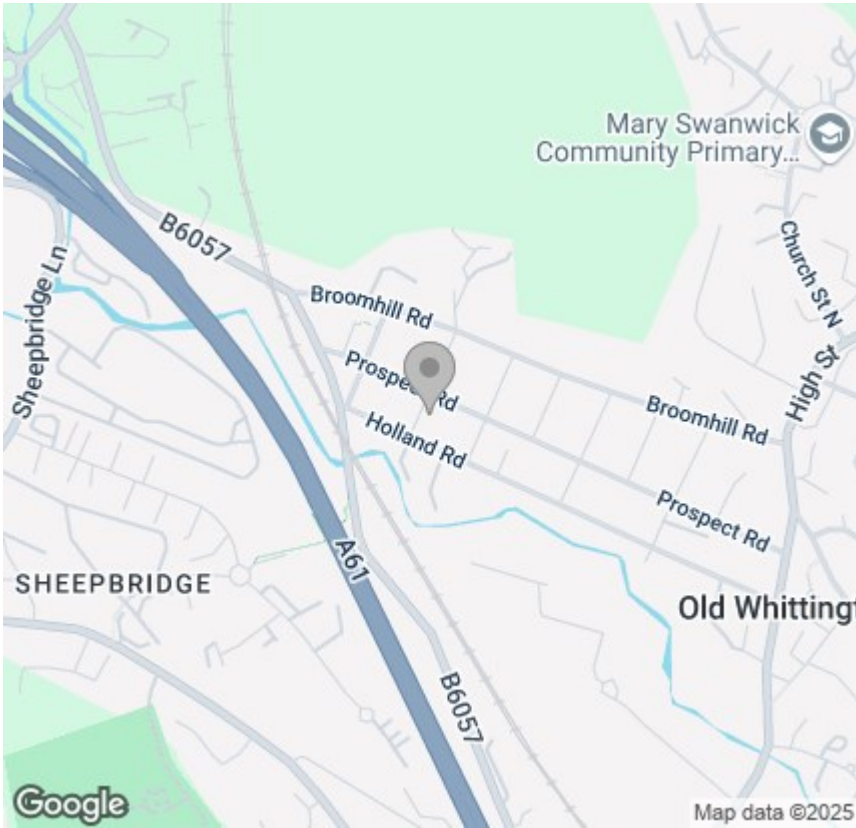 Mary Swanwick
Community Primary...
B6057
Sheepbridge Ln
Church St N
Broomhill Rd
High St
Prospect Rd
Broomhill Rd
Holland Rd
Prospect Rd
A61
SHEEPBRIDGE
Old Whittingt
B6057
Google
Map data ©2025